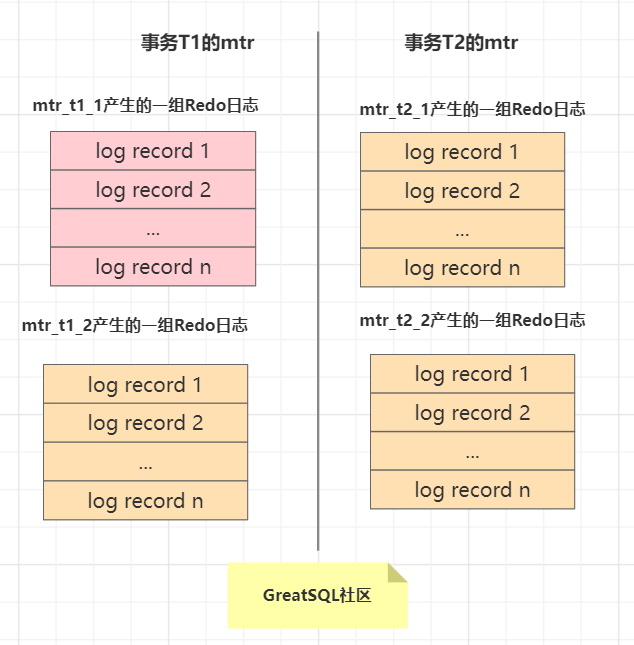 事务T1的mtr
mtr_t1_1产生的一组Redo日志
log record 1
log record 2
...
log record n
mtr_t1_2产生的一组Redo日志
log record 1
log record 2
...
log record n
事务T2的mtr
mtr_t2_1产生的一组Redo日志
log record 1
log record 2
...
log record n
mtr_t2_2产生的一组Redo日志
log record 1
log record 2
...
log record n
GreatSQL社区